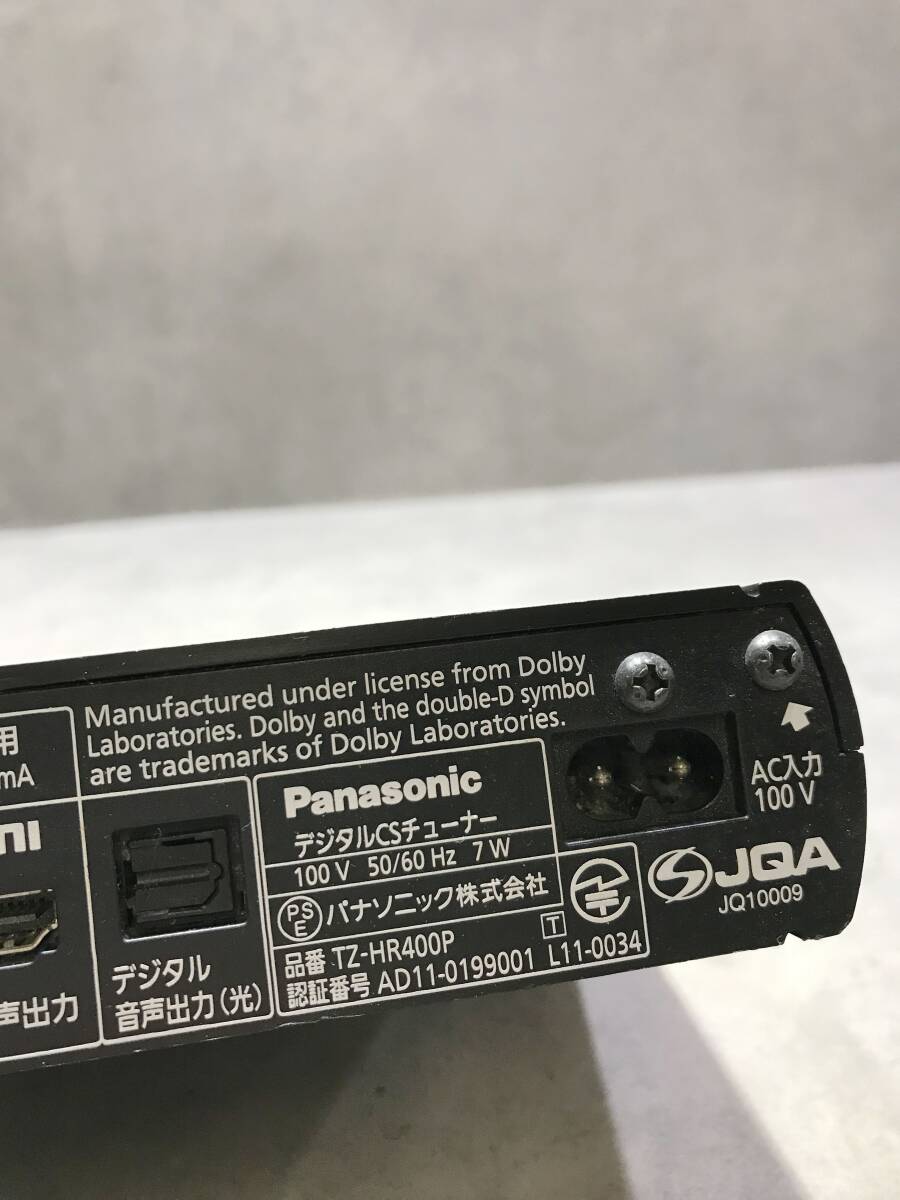 Manufactured under license from Dolby
Laboratories. Dolby and the double-D symbol
are trademarks of Dolby Laboratories.
用
mA
Panasonic
デジタルCSチューナー
100 V 50/60 Hz 7 W
PS
E
パナソニック株式会社
品番 TZ-HR400P
T
認証番号 AD11-0199001 L11-0034
AC入力
100 V
JQA
JQ10009
声出力
デジタル
音声出力(光)